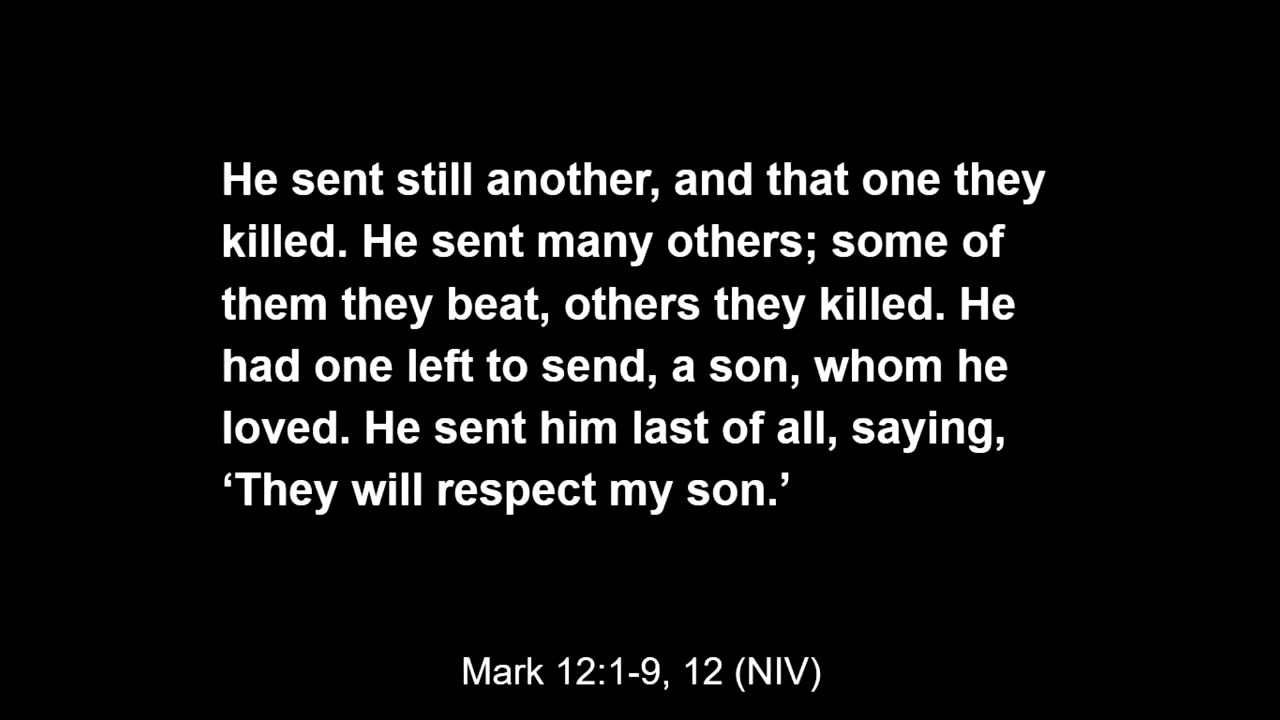 He sent still another, and that one they
killed. He sent many others; some of
them they beat, others they killed. He
had one left to send, a son, whom he
loved. He sent him last of all, saying,
‘They will respect my son.’
Mark 12:1-9, 12 (NIV)